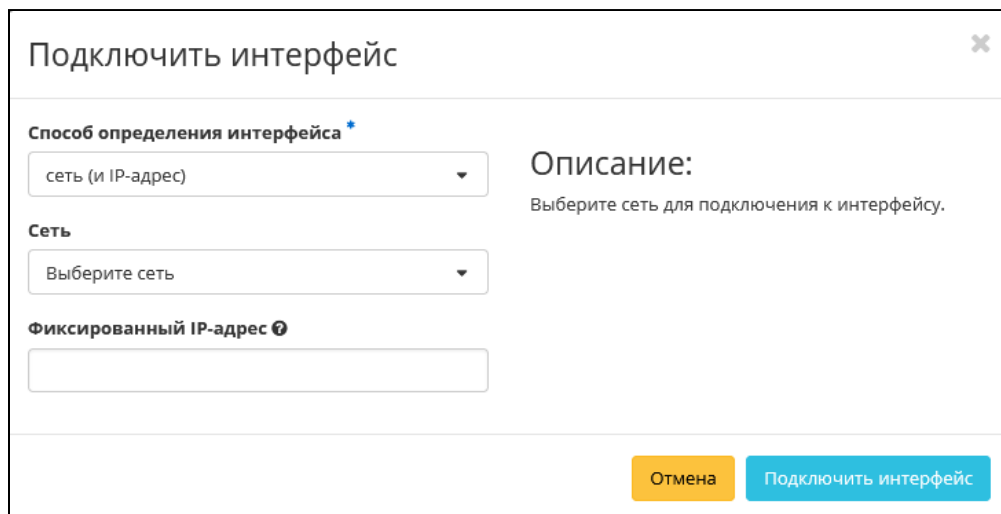 Подключить интерфейс
Способ определения интерфейса *
сеть (и IP-адрес)
Сеть
Выберите сеть
Фиксированный IP-адрес
Описание:
Выберите сеть для подключения к интерфейсу.
Отмена
Подключить интерфейс